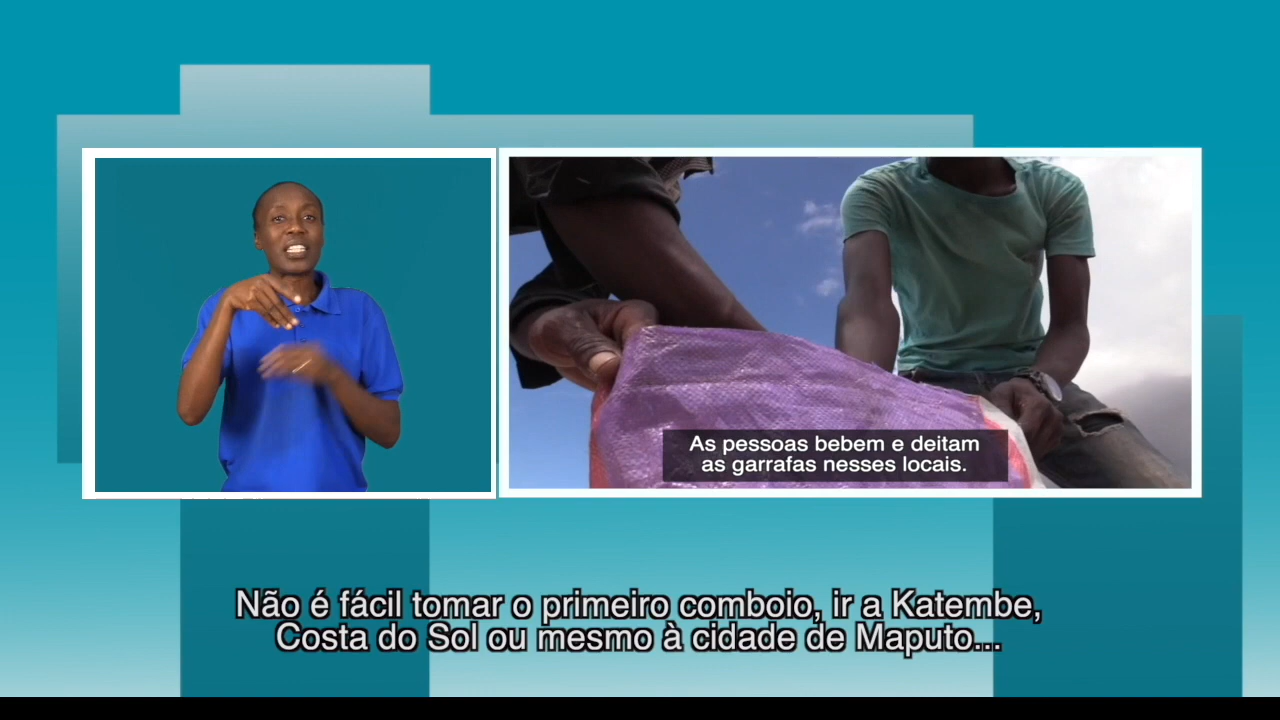 As pessoas bebem e deitam
as garrafas nesses locais.
Não é fácil tomar o primeiro comboio, ir a Katembe,
Costa do Sol ou mesmo à cidade de Maputo...